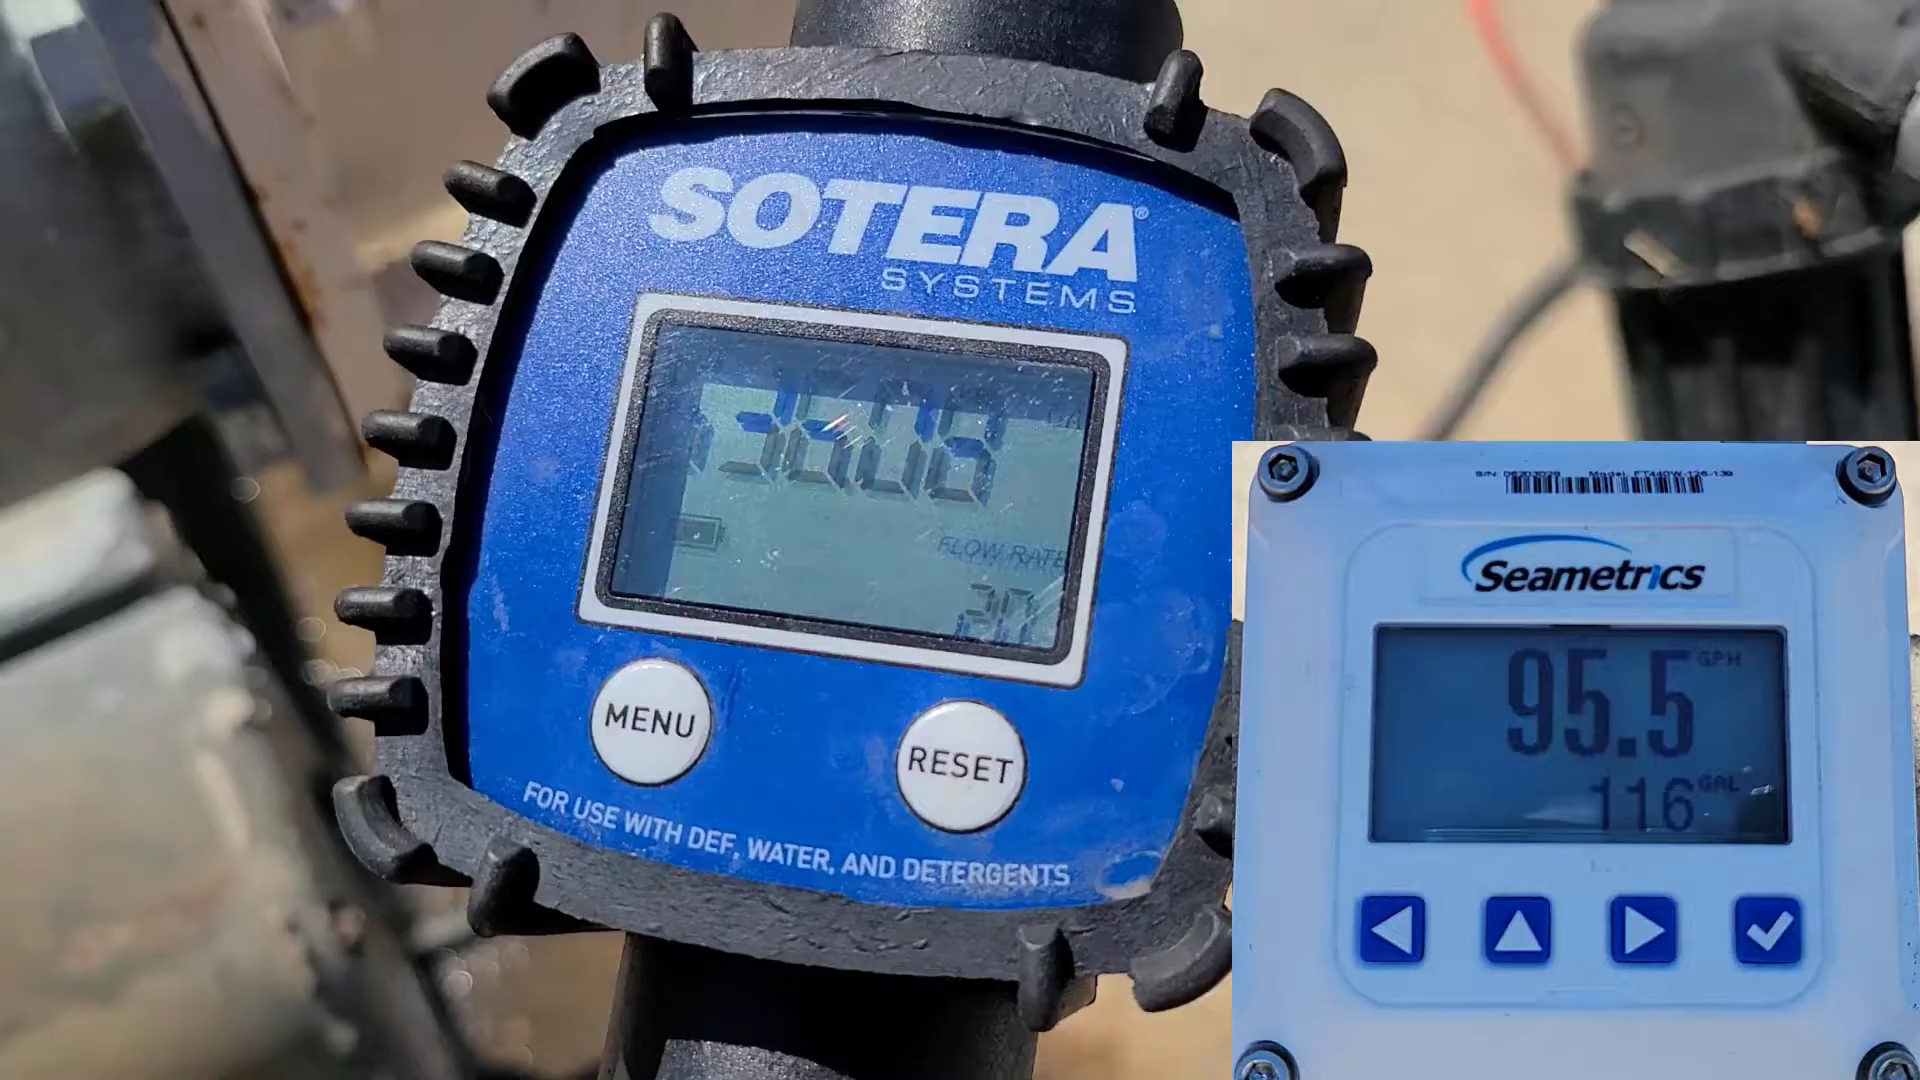 SOTERA®
SYSTEMS
FLOW RATE
MENU
RESET
FOR USE WITH DEF, WATER, AND DETERGENTS
Seametrics
95.5 GPH
116 GAL